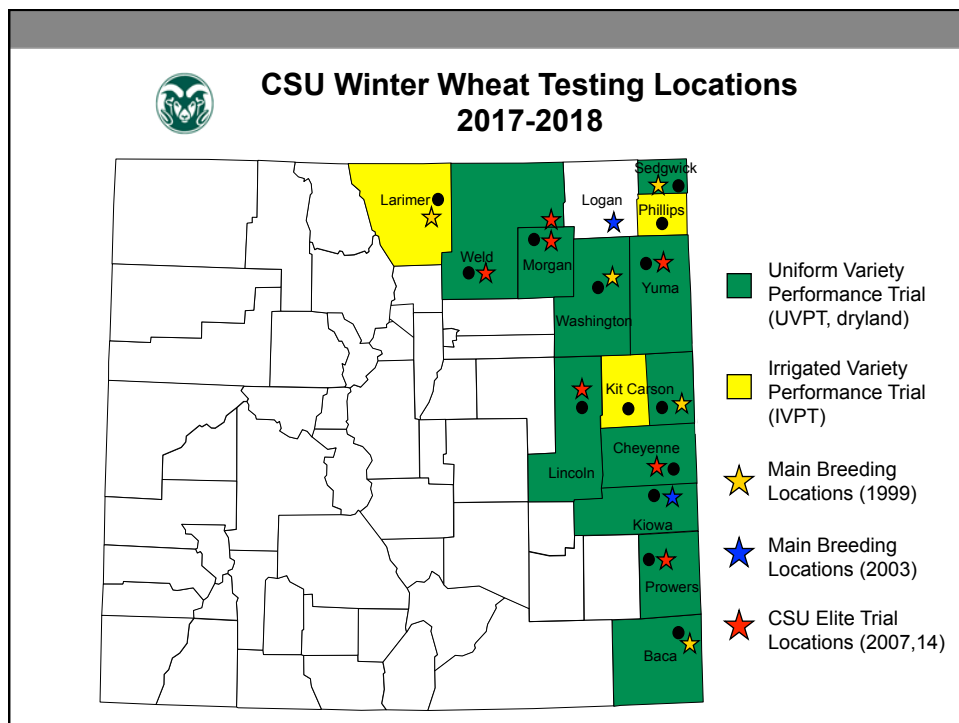 CSU Winter Wheat Testing Locations
2017-2018
Sedgwick
Larimer
Logan
Phillips
Weld
Morgan
Yuma
Washington
Kit Carson
Cheyenne
Lincoln
Kiowa
Prowers
Baca
Uniform Variety
Performance Trial
(UVPT, dryland)
Irrigated Variety
Performance Trial
(IVPT)
Main Breeding
Locations (1999)
Main Breeding
Locations (2003)
CSU Elite Trial
Locations (2007,14)